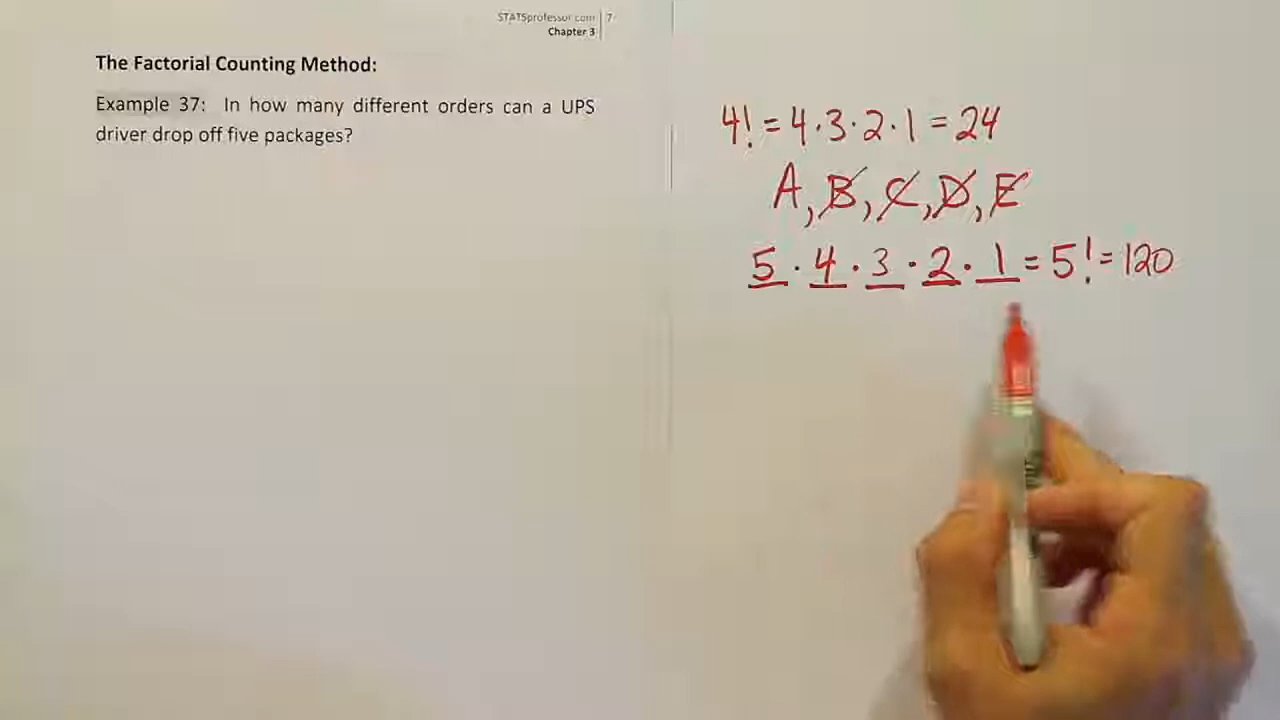 STATSprofessor.com 7
Chapter 3
The Factorial Counting Method:
Example 37: In how many different orders can a UPS
driver drop off five packages?
4! = 4·3·2·1 = 24
A, B, C, D, E
5 · 4 · 3 · 2 · 1 = 5! = 120